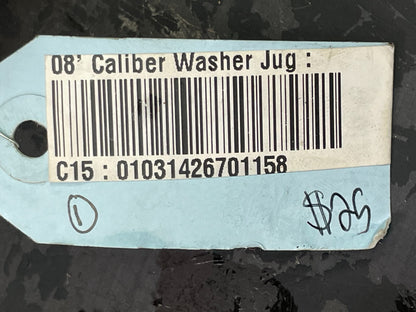 08' Caliber Washer Jug :
C15 : 01031426701158
1
$25